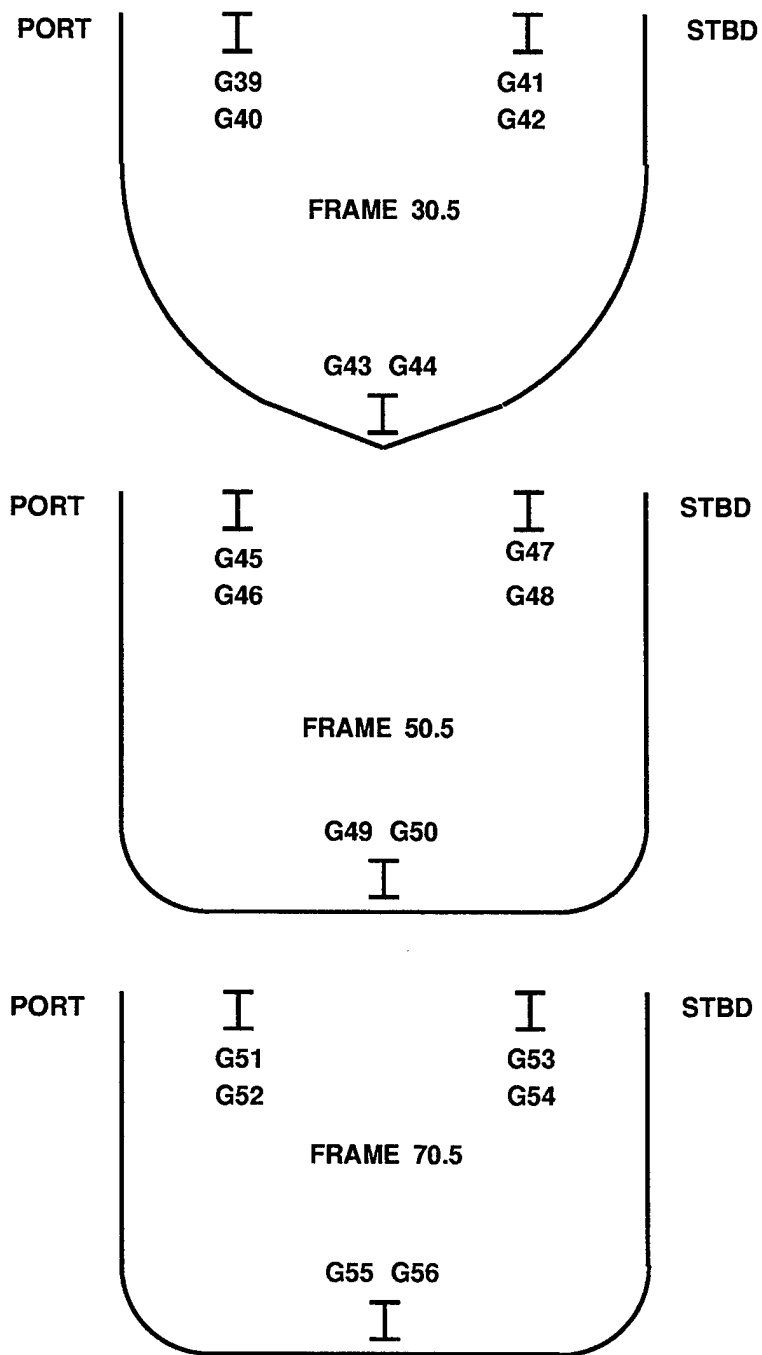 PORT STBD
G39 G41
G40 G42
FRAME 30.5
G43 G44
PORT STBD
G45 G47
G46 G48
FRAME 50.5
G49 G50
PORT STBD
G51 G53
G52 G54
FRAME 70.5
G55 G56